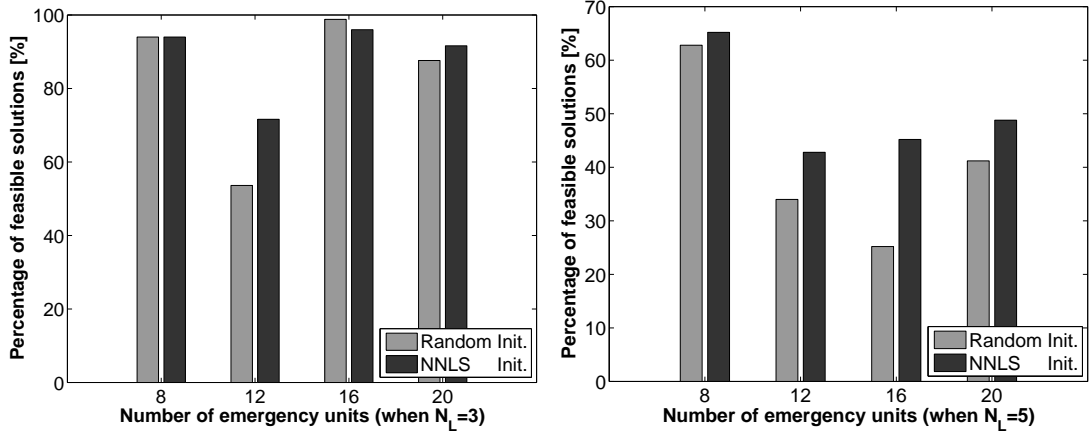 Percentage of feasible solutions [%]
100
80
60
40
20
0
8
12
16
20
Number of emergency units (when N_L=3)
Random Init.
NNLS Init.
Percentage of feasible solutions [%]
70
60
50
40
30
20
10
0
8
12
16
20
Number of emergency units (when N_L=5)
Random Init.
NNLS Init.